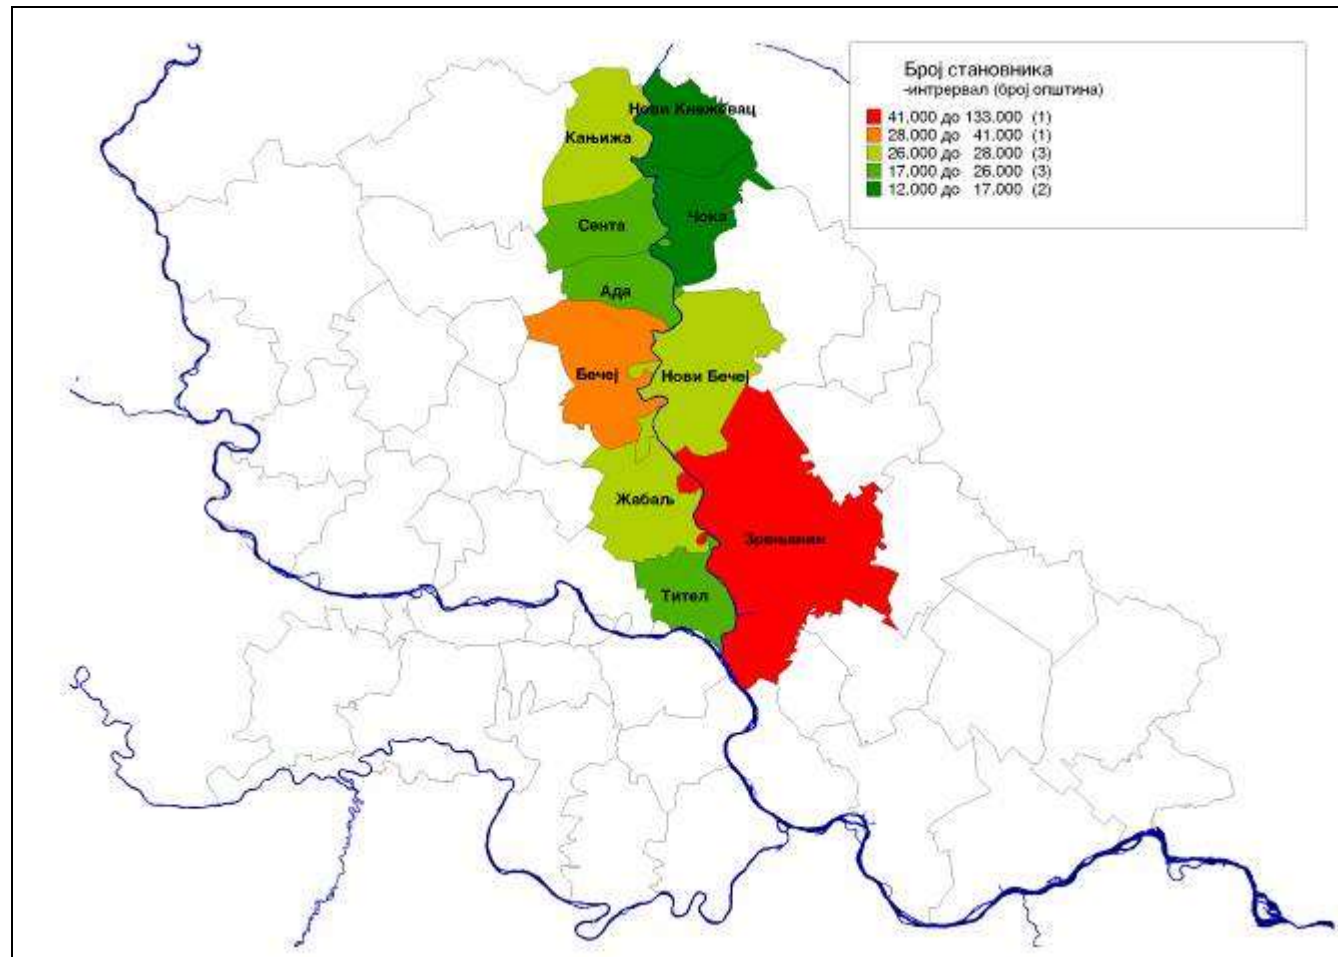 Број становника
-интрервал (број општина)
41.000 до 133.000 (1)
28.000 до 41.000 (1)
26.000 до 28.000 (3)
17.000 до 26.000 (3)
12.000 до 17.000 (2)
Нови Кнежевац
Кањижа
Чока
Сента
Ада
Бечеј
Нови Бечеј
Жабаљ
Зрењанин
Тител